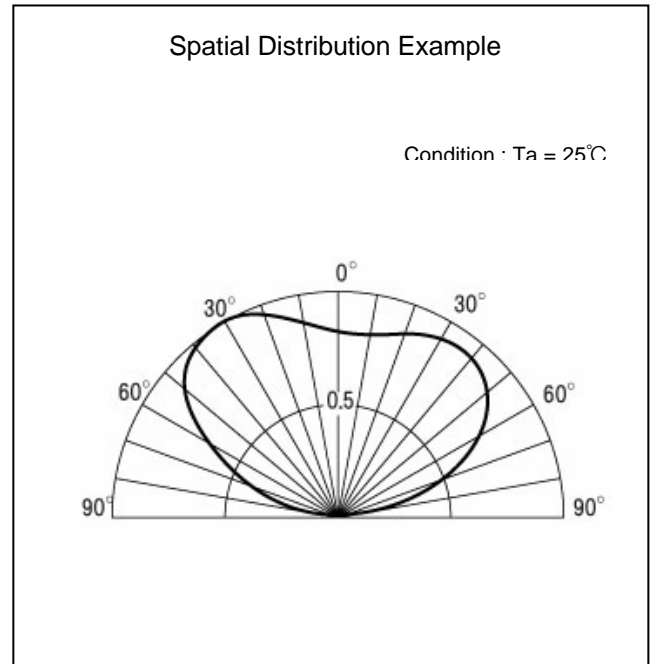 Spatial Distribution Example
Condition : Ta = 25℃
0°
30° 30°
60° 60°
0.5
90° 90°